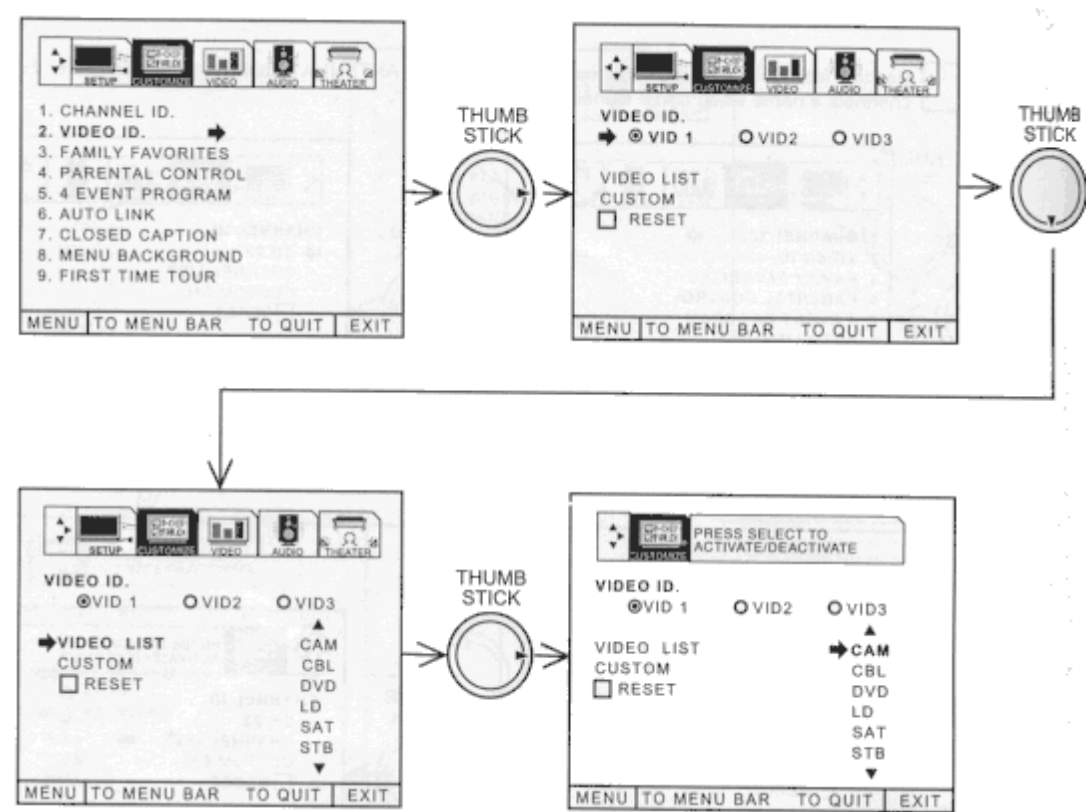 SETUP CUSTOMIZE VIDEO AUDIO THEATER
1. CHANNEL ID.
2. VIDEO ID.
3. FAMILY FAVORITES
4. PARENTAL CONTROL
5. 4 EVENT PROGRAM
6. AUTO LINK
7. CLOSED CAPTION
8. MENU BACKGROUND
9. FIRST TIME TOUR
MENU TO MENU BAR TO QUIT EXIT
THUMB
STICK
SETUP CUSTOMIZE VIDEO AUDIO THEATER
VIDEO ID.
VID 1 VID2 VID3
VIDEO LIST
CUSTOM
RESET
MENU TO MENU BAR TO QUIT EXIT
THUMB
STICK
SETUP CUSTOMIZE VIDEO AUDIO THEATER
VIDEO ID.
VID 1 VID2 VID3
VIDEO LIST CAM
CUSTOM CBL
RESET DVD
LD
SAT
STB
MENU TO MENU BAR TO QUIT EXIT
THUMB
STICK
CUSTOMIZE
PRESS SELECT TO
ACTIVATE/DEACTIVATE
VIDEO ID.
VID 1 VID2 VID3
VIDEO LIST CAM
CUSTOM CBL
RESET DVD
LD
SAT
STB
MENU TO MENU BAR TO QUIT EXIT